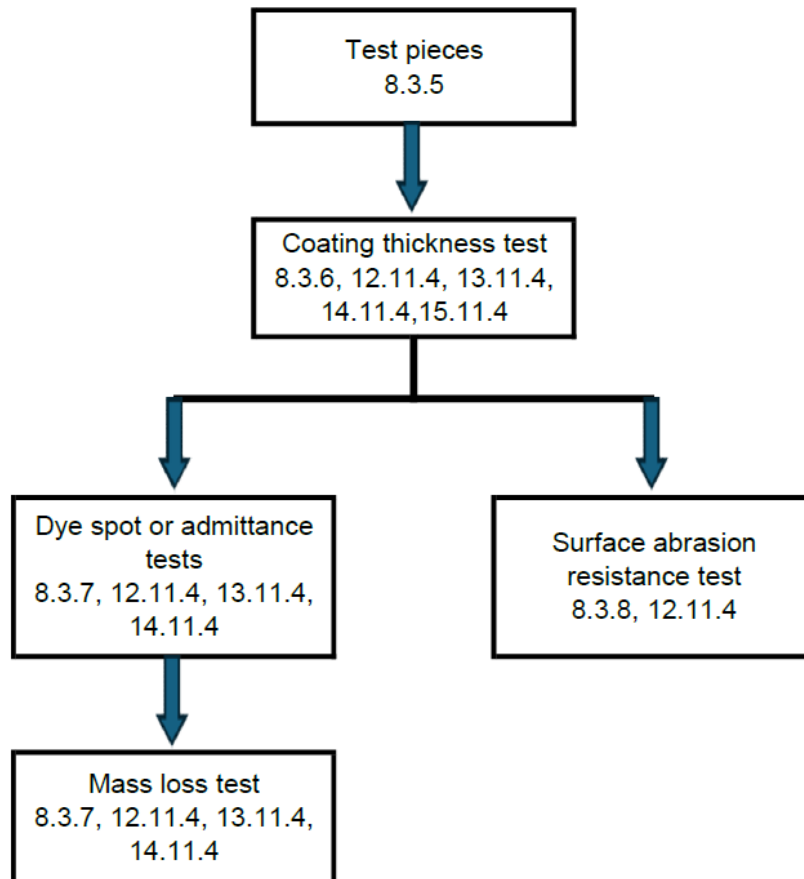 Test pieces
8.3.5
Coating thickness test
8.3.6, 12.11.4, 13.11.4,
14.11.4,15.11.4
Dye spot or admittance
tests
8.3.7, 12.11.4, 13.11.4,
14.11.4
Surface abrasion
resistance test
8.3.8, 12.11.4
Mass loss test
8.3.7, 12.11.4, 13.11.4,
14.11.4